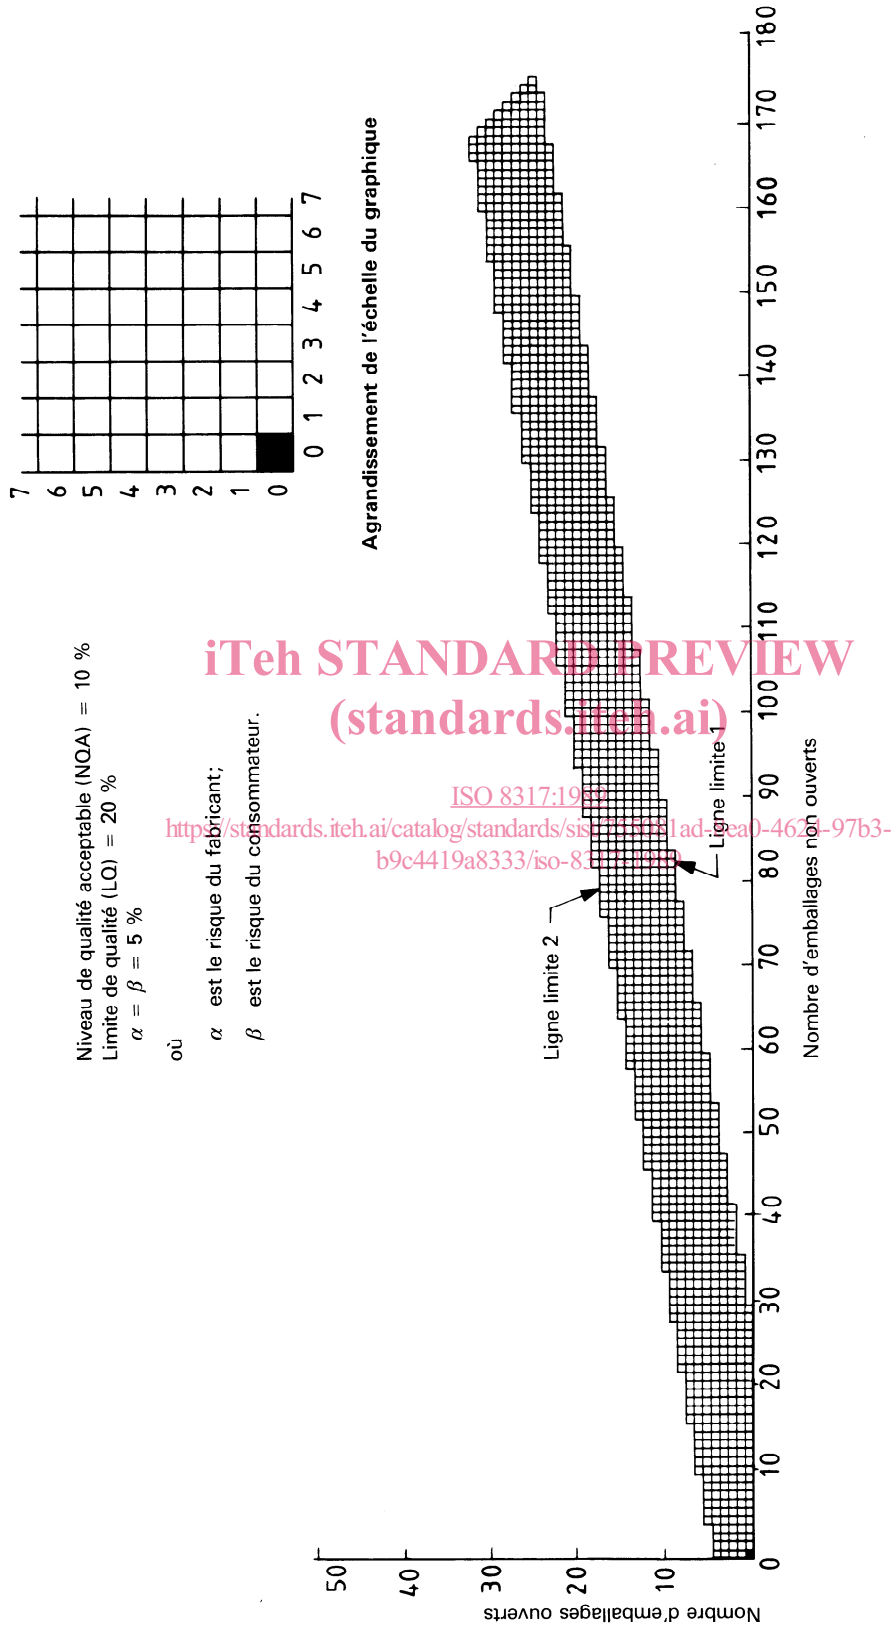 Niveau de qualité acceptable (NQA) = 10 %
Limite de qualité (LQ) = 20 %
α = β = 5 %
où
α est le risque du fabricant;
β est le risque du consommateur.
7
6
5
4
3
2
1
0
0 1 2 3 4 5 6 7
Agrandissement de l'échelle du graphique
Nombre d'emballages ouverts
50
40
30
20
10
Ligne limite 2
Ligne limite 1
0 10 20 30 40 50 60 70 80 90 100 110 120 130 140 150 160 170 180
Nombre d'emballages non ouverts
iTeh STANDARD PREVIEW
(standards.iteh.ai)
ISO 8317:1989
b9c4419a8333/iso-8317-1989